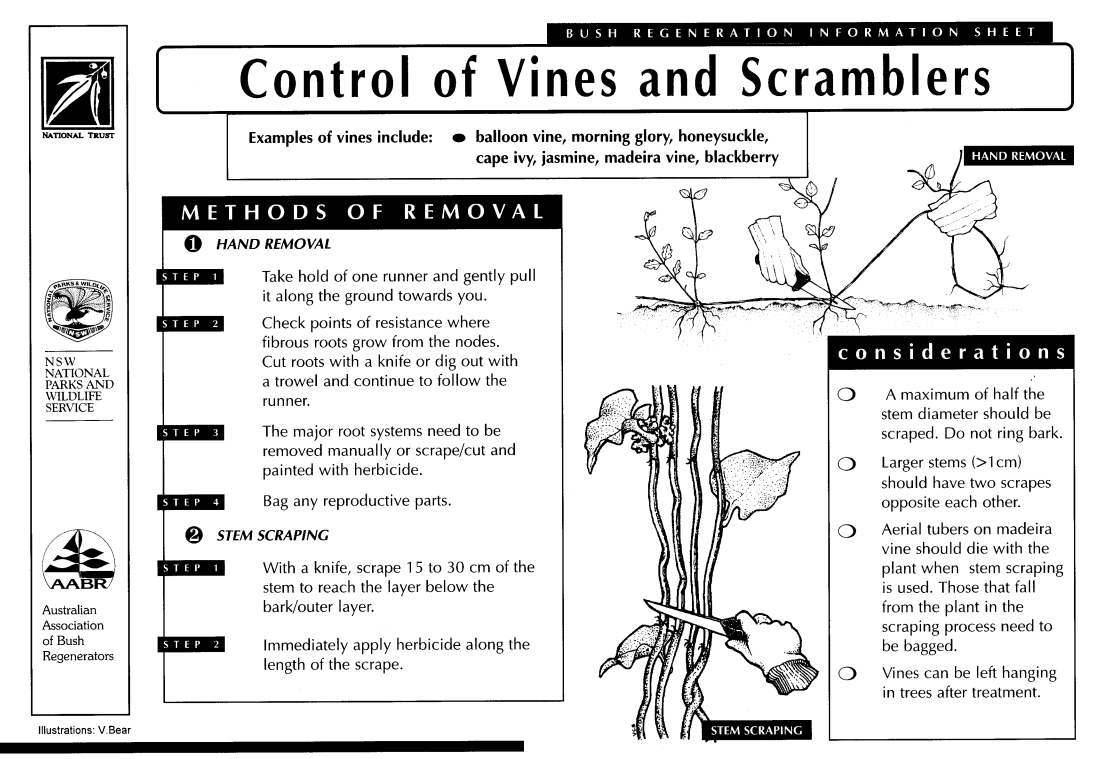 BUSH REGENERATION INFORMATION SHEET
Control of Vines and Scramblers
NATIONAL TRUST
Examples of vines include: ● balloon vine, morning glory, honeysuckle,
cape ivy, jasmine, madeira vine, blackberry
HAND REMOVAL
METHODS OF REMOVAL
1 HAND REMOVAL
STEP 1 Take hold of one runner and gently pull
it along the ground towards you.
STEP 2 Check points of resistance where
fibrous roots grow from the nodes.
Cut roots with a knife or dig out with
a trowel and continue to follow the
runner.
STEP 3 The major root systems need to be
removed manually or scrape/cut and
painted with herbicide.
STEP 4 Bag any reproductive parts.
2 STEM SCRAPING
STEP 1 With a knife, scrape 15 to 30 cm of the
stem to reach the layer below the
bark/outer layer.
STEP 2 Immediately apply herbicide along the
length of the scrape.
considerations
A maximum of half the
stem diameter should be
scraped. Do not ring bark.
Larger stems (>1cm)
should have two scrapes
opposite each other.
Aerial tubers on madeira
vine should die with the
plant when stem scraping
is used. Those that fall
from the plant in the
scraping process need to
be bagged.
Vines can be left hanging
in trees after treatment.
STEM SCRAPING
NATIONAL PARKS & WILDLIFE SERVICE
NSW
NSW
NATIONAL
PARKS AND
WILDLIFE
SERVICE
AABR
Australian
Association
of Bush
Regenerators
Illustrations: V.Bear